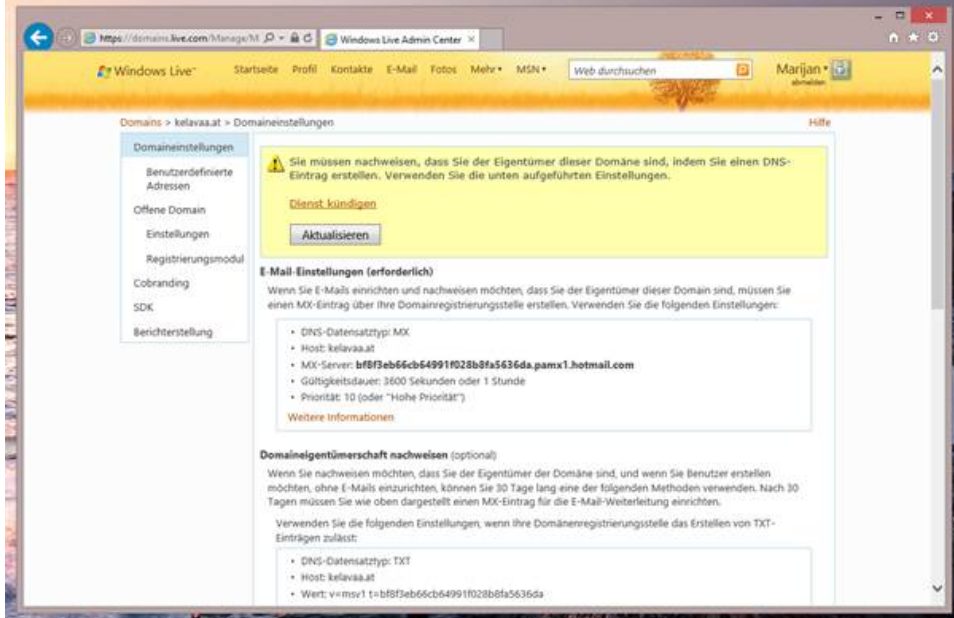 https://domains.live.com/Manage/M
Windows Live Admin Center
Windows Live™ Startseite Profil Kontakte E-Mail Fotos Mehr MSN Web durchsuchen Marijan
abmelden
Domains > kelavaa.at > Domaineinstellungen Hilfe
Domaineinstellungen
Benutzerdefinierte
Adressen
Offene Domain
Einstellungen
Registrierungsmodul
Cobranding
SDK
Berichterstellung
Sie müssen nachweisen, dass Sie der Eigentümer dieser Domäne sind, indem Sie einen DNS-
Eintrag erstellen. Verwenden Sie die unten aufgeführten Einstellungen.
Dienst kündigen
Aktualisieren
E-Mail-Einstellungen (erforderlich)
Wenn Sie E-Mails einrichten und nachweisen möchten, dass Sie der Eigentümer dieser Domain sind, müssen Sie
einen MX-Eintrag über Ihre Domainregistrierungsstelle erstellen. Verwenden Sie die folgenden Einstellungen:
• DNS-Datensatztyp: MX
• Host: kelavaa.at
• MX-Server: bf8f3eb66cb64991f028b8fa5636da.pamx1.hotmail.com
• Gültigkeitsdauer: 3600 Sekunden oder 1 Stunde
• Priorität: 10 (oder "Hohe Priorität")
Weitere Informationen
Domaineigentümerschaft nachweisen (optional)
Wenn Sie nachweisen möchten, dass Sie der Eigentümer der Domäne sind, und wenn Sie Benutzer erstellen
möchten, ohne E-Mails einzurichten, können Sie 30 Tage lang eine der folgenden Methoden verwenden. Nach 30
Tagen müssen Sie wie oben dargestellt einen MX-Eintrag für die E-Mail-Weiterleitung einrichten.
Verwenden Sie die folgenden Einstellungen, wenn Ihre Domänenregistrierungsstelle das Erstellen von TXT-
Einträgen zulässt:
• DNS-Datensatztyp: TXT
• Host: kelavaa.at
• Wert: v=msv1 t=bf8f3eb66cb64991f028b8fa5636da